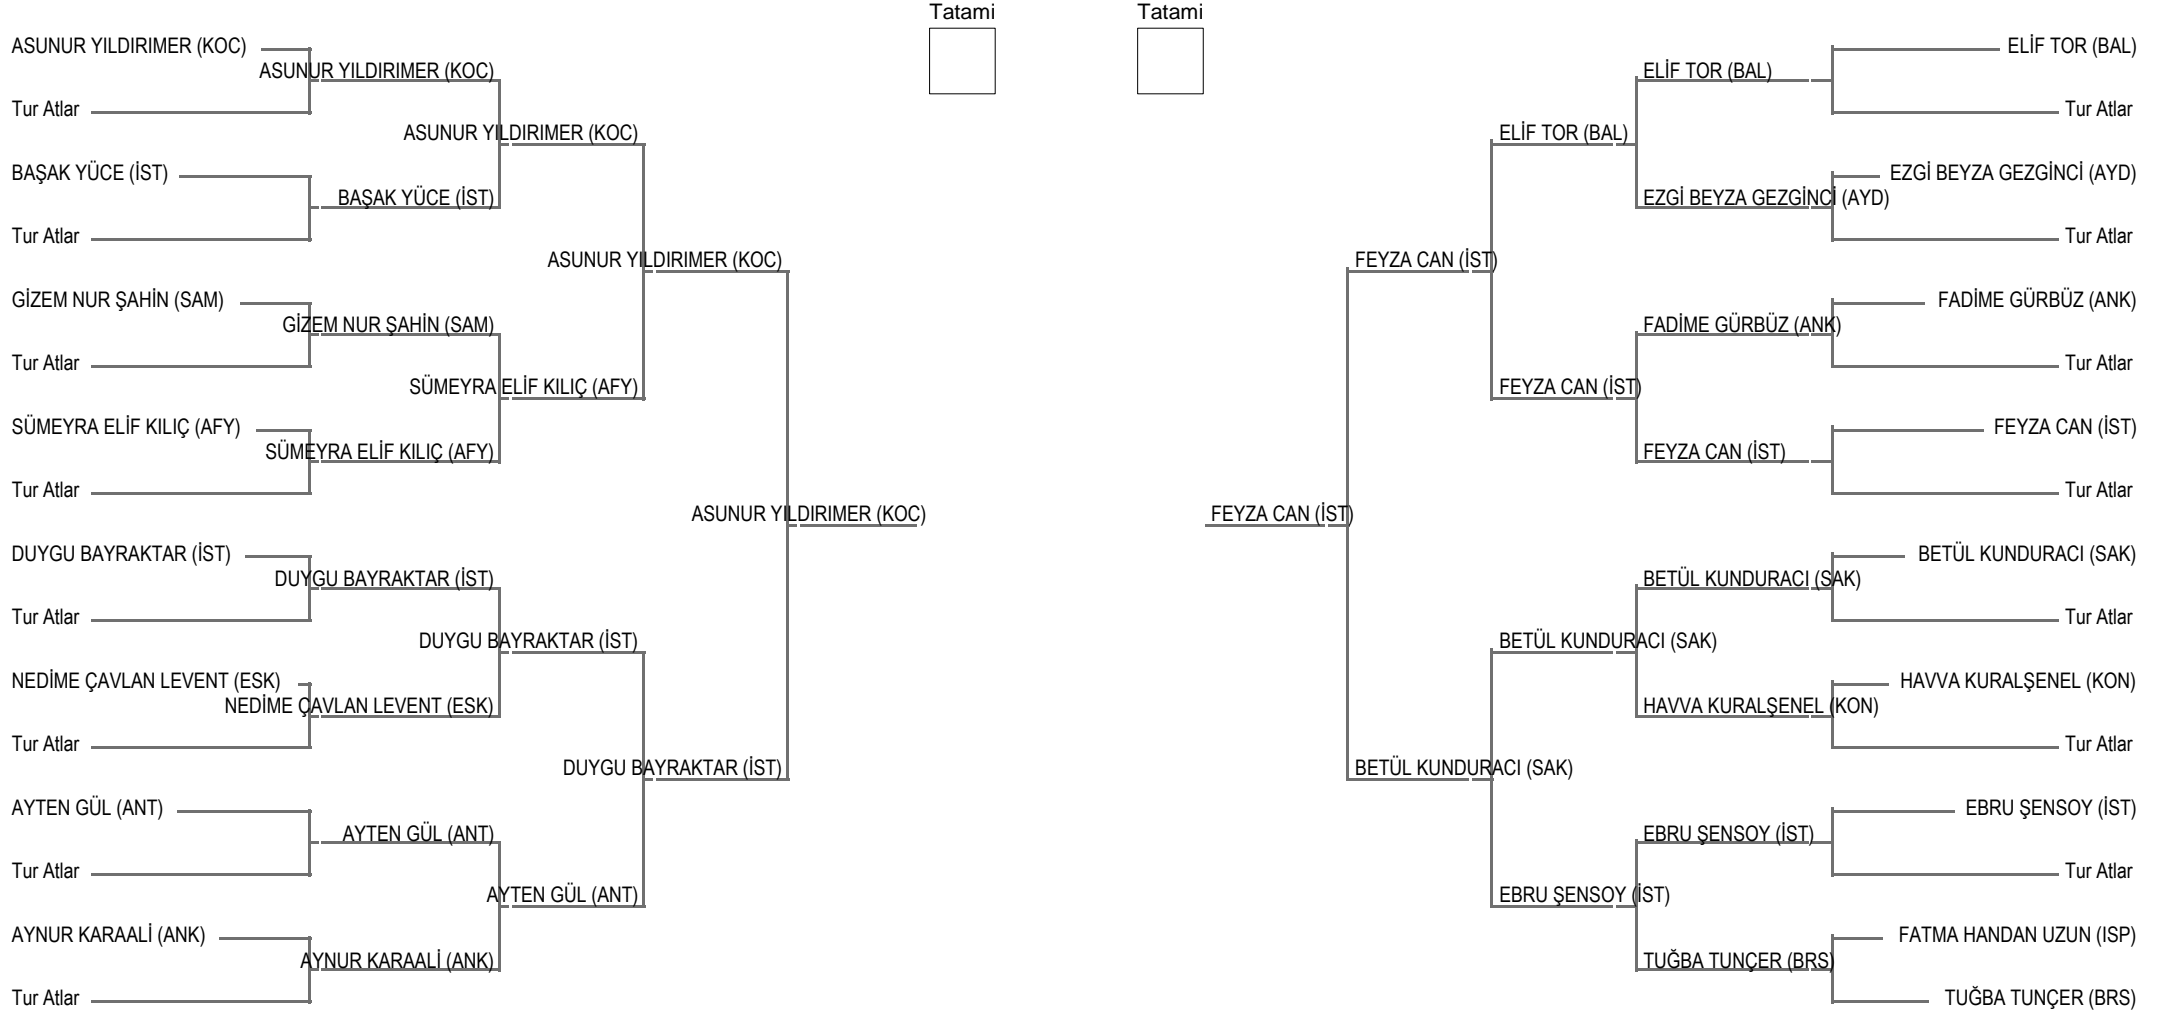 Tatami
Tatami
ASUNUR YILDIRIMER (KOC)
Tur Atlar
BAŞAK YÜCE (İST)
Tur Atlar
GİZEM NUR ŞAHİN (SAM)
Tur Atlar
SÜMEYRA ELİF KILIÇ (AFY)
Tur Atlar
DUYGU BAYRAKTAR (İST)
Tur Atlar
NEDİME ÇAVLAN LEVENT (ESK)
Tur Atlar
AYTEN GÜL (ANT)
Tur Atlar
AYNUR KARAALİ (ANK)
Tur Atlar
ASUNUR YILDIRIMER (KOC)
BAŞAK YÜCE (İST)
GİZEM NUR ŞAHİN (SAM)
SÜMEYRA ELİF KILIÇ (AFY)
DUYGU BAYRAKTAR (İST)
NEDİME ÇAVLAN LEVENT (ESK)
AYTEN GÜL (ANT)
AYNUR KARAALİ (ANK)
ASUNUR YILDIRIMER (KOC)
SÜMEYRA ELİF KILIÇ (AFY)
DUYGU BAYRAKTAR (İST)
AYTEN GÜL (ANT)
ASUNUR YILDIRIMER (KOC)
DUYGU BAYRAKTAR (İST)
ASUNUR YILDIRIMER (KOC)
FEYZA CAN (İST)
FEYZA CAN (İST)
BETÜL KUNDURACI (SAK)
ELİF TOR (BAL)
FEYZA CAN (İST)
BETÜL KUNDURACI (SAK)
EBRU ŞENSOY (İST)
ELİF TOR (BAL)
EZGİ BEYZA GEZGİNCİ (AYD)
FADİME GÜRBÜZ (ANK)
FEYZA CAN (İST)
BETÜL KUNDURACI (SAK)
HAVVA KURALŞENEL (KON)
EBRU ŞENSOY (İST)
TUĞBA TUNÇER (BRS)
ELİF TOR (BAL)
Tur Atlar
EZGİ BEYZA GEZGİNCİ (AYD)
Tur Atlar
FADİME GÜRBÜZ (ANK)
Tur Atlar
FEYZA CAN (İST)
Tur Atlar
BETÜL KUNDURACI (SAK)
Tur Atlar
HAVVA KURALŞENEL (KON)
Tur Atlar
EBRU ŞENSOY (İST)
Tur Atlar
FATMA HANDAN UZUN (ISP)
TUĞBA TUNÇER (BRS)